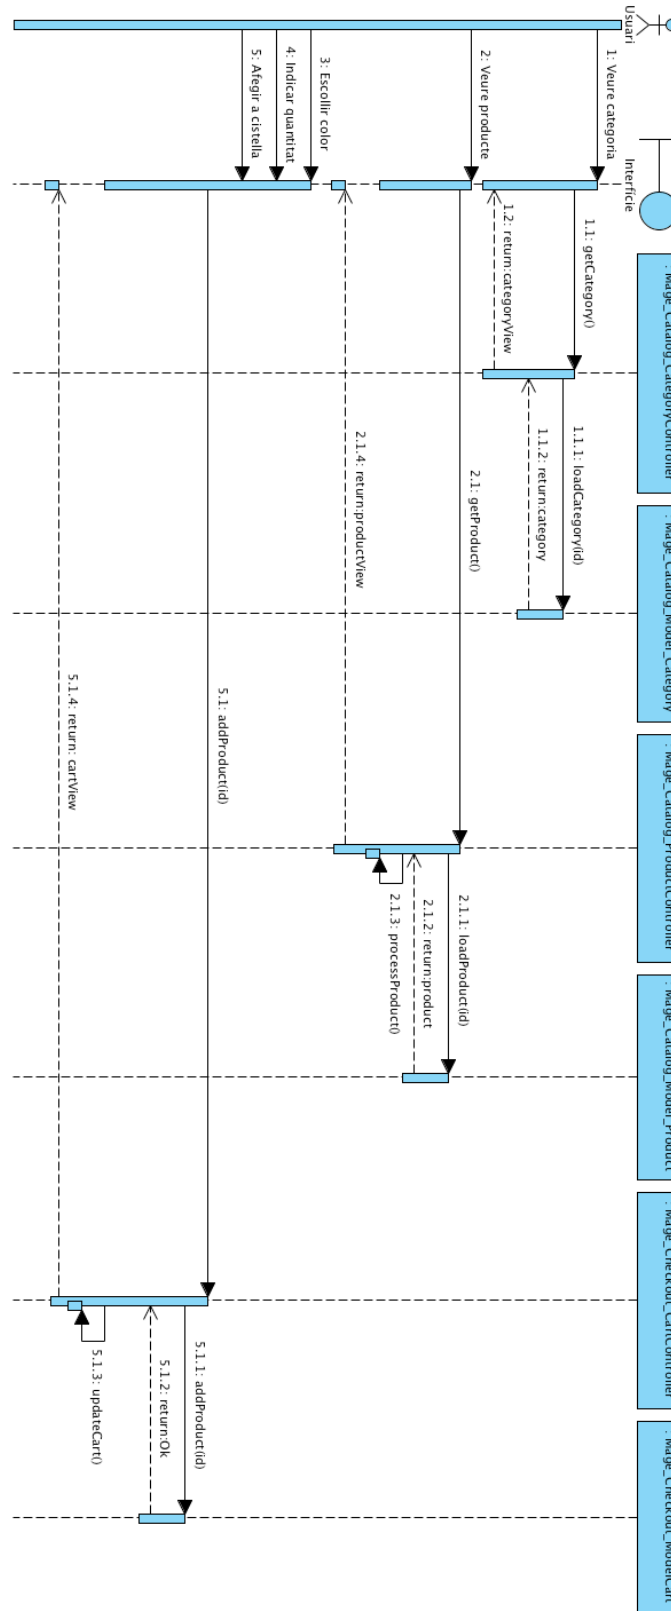 Usuari
Interfície
: Mage_Catalog_CategoryController
: Mage_Catalog_Model_Category
: Mage_Catalog_ProductController
: Mage_Catalog_Model_Product
: Mage_Checkout_CartController
: Mage_Checkout_ModelCart
1: Veure categoria
1.1: getCategory()
1.1.1: loadCategory(id)
1.1.2: return:category
1.2: return:categoryView
2: Veure producte
2.1: getProduct()
2.1.1: loadProduct(id)
2.1.2: return:product
2.1.3: processProduct()
2.1.4: return:productView
3: Escollir color
4: Indicar quantitat
5: Afegir a cistella
5.1: addProduct(id)
5.1.1: addProduct(id)
5.1.2: return:Ok
5.1.3: updateCart()
5.1.4: return: cartView